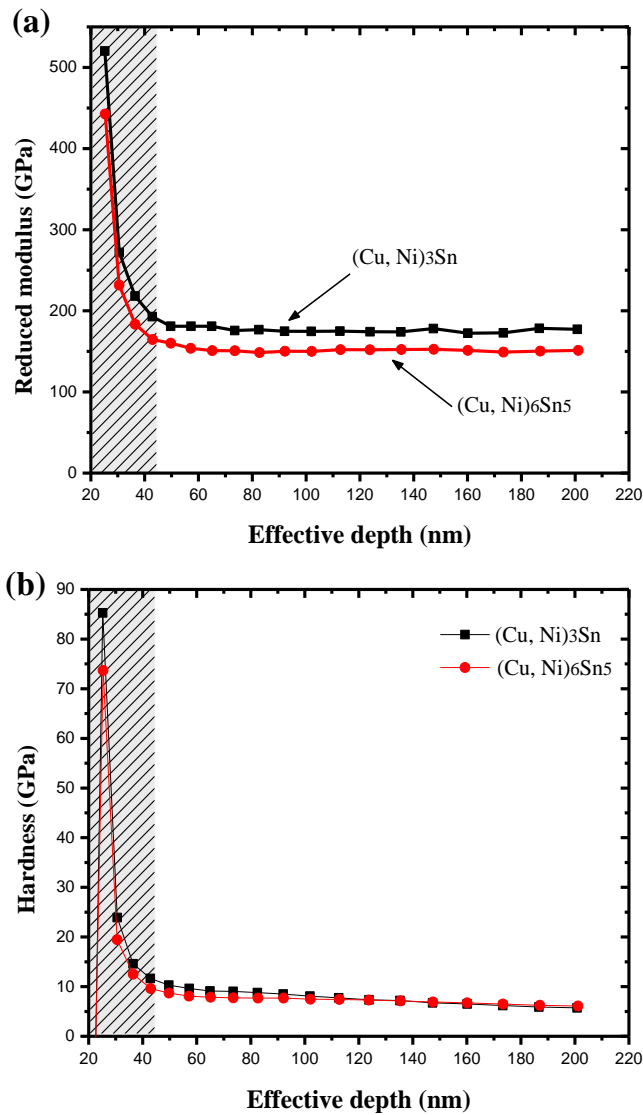 (a)
500
400
300
200
100
0
Reduced modulus (GPa)
(Cu, Ni)3Sn
(Cu, Ni)6Sn5
20 40 60 80 100 120 140 160 180 200 220
Effective depth (nm)
(b)
90
80
70
60
50
40
30
20
10
0
Hardness (GPa)
(Cu, Ni)3Sn
(Cu, Ni)6Sn5
20 40 60 80 100 120 140 160 180 200 220
Effective depth (nm)